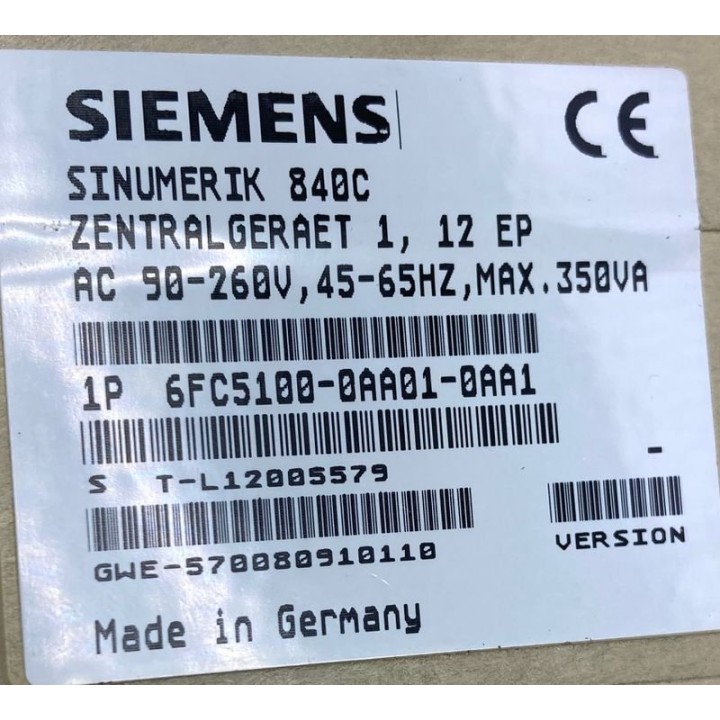 SIEMENS
CE
SINUMERIK 840C
ZENTRALGERAET 1, 12 EP
AC 90-260V,45-65HZ,MAX.350VA
1P 6FC5100-0AA01-0AA1
S T-L12005579
-
GWE-570080910110
VERSION
Made in Germany